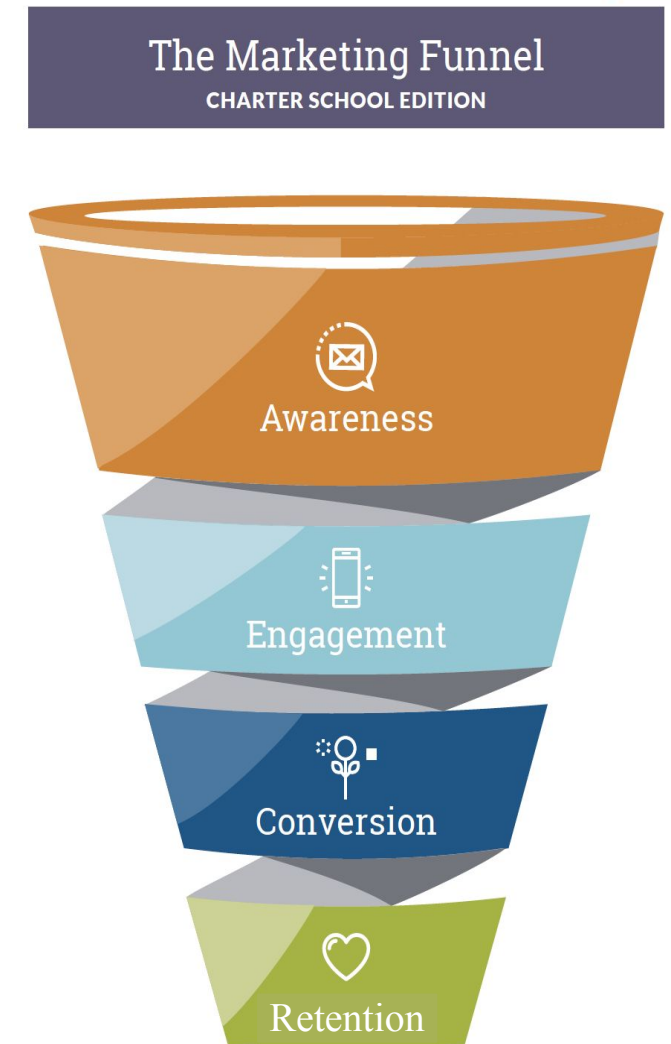 The Marketing Funnel
CHARTER SCHOOL EDITION
Awareness
Engagement
Conversion
Retention